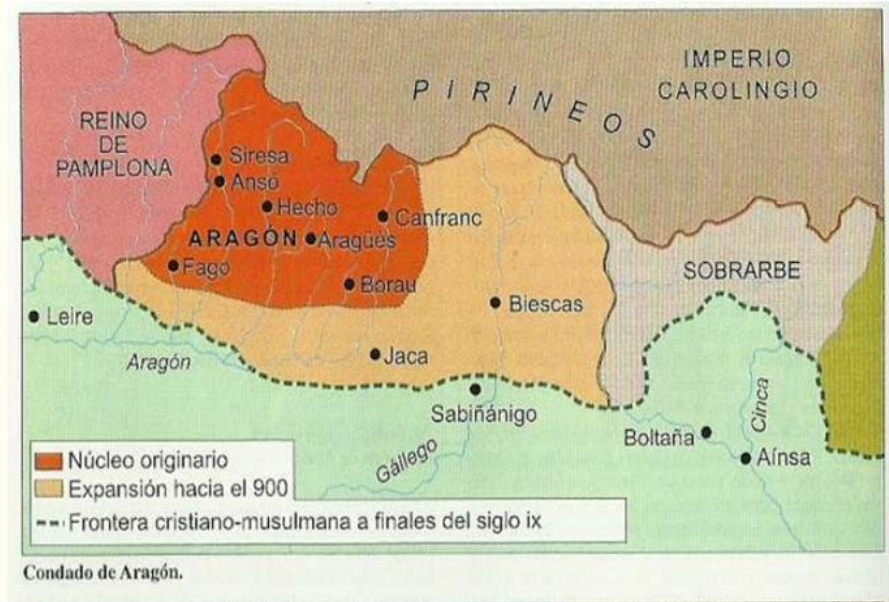 IMPERIO
CAROLINGIO
PIRINEOS
REINO
DE
PAMPLONA
Siresa
Ansó
Hecho
Canfranc
ARAGÓN
Aragües
Fago
SOBRARBE
Borau
Biescas
Leire
Aragón
Jaca
Sabiñánigo
Cinca
Boltaña
Aínsa
Gállego
Núcleo originario
Expansión hacia el 900
Frontera cristiano-musulmana a finales del siglo IX
Condado de Aragón.